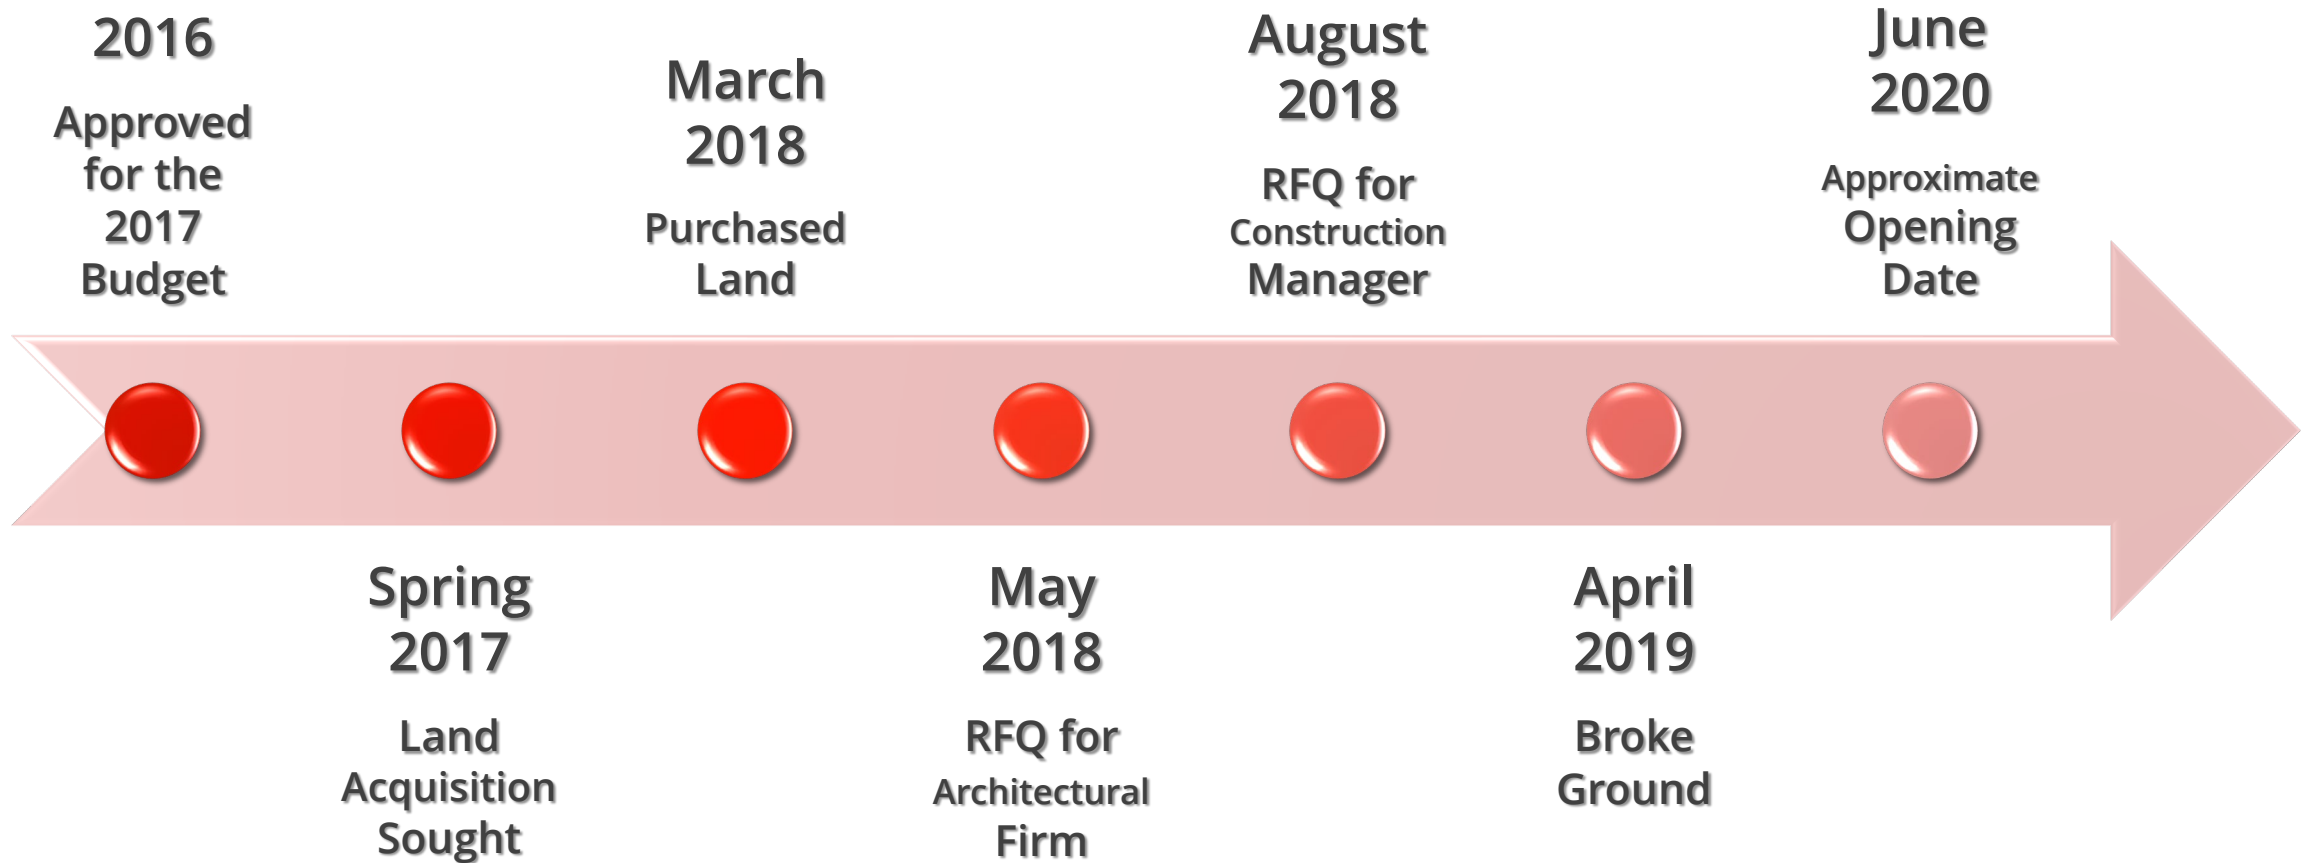 2016
Approved
for the
2017
Budget
Spring
2017
Land
Acquisition
Sought
March
2018
Purchased
Land
May
2018
RFQ for
Architectural
Firm
August
2018
RFQ for
Construction
Manager
April
2019
Broke
Ground
June
2020
Approximate
Opening
Date